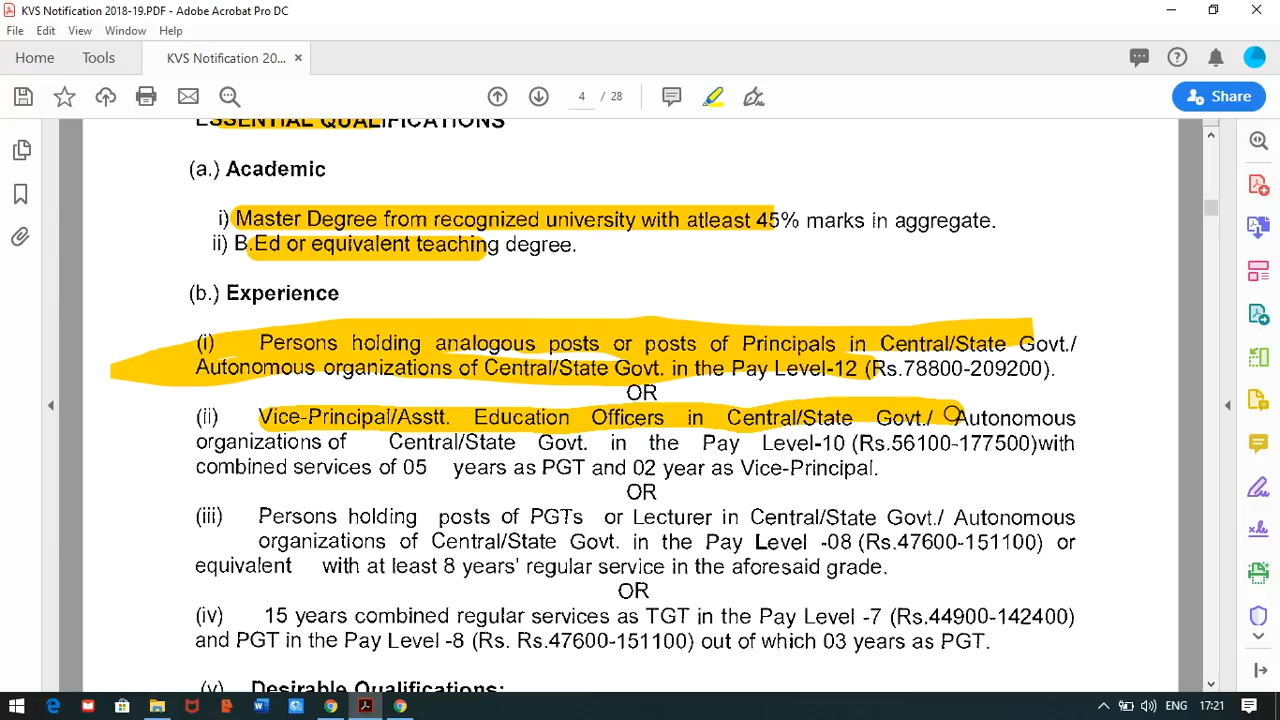 KVS Notification 2018-19.PDF - Adobe Acrobat Pro DC
File Edit View Window Help
Home Tools KVS Notification 20... ×
4 / 28
Share
ESSENTIAL QUALIFICATIONS
(a.) Academic
i) Master Degree from recognized university with atleast 45% marks in aggregate.
ii) B.Ed or equivalent teaching degree.
(b.) Experience
(i) Persons holding analogous posts or posts of Principals in Central/State Govt./
Autonomous organizations of Central/State Govt. in the Pay Level-12 (Rs.78800-209200).
OR
(ii) Vice-Principal/Asstt. Education Officers in Central/State Govt./ Autonomous
organizations of Central/State Govt. in the Pay Level-10 (Rs.56100-177500)with
combined services of 05 years as PGT and 02 year as Vice-Principal.
OR
(iii) Persons holding posts of PGTs or Lecturer in Central/State Govt./ Autonomous
organizations of Central/State Govt. in the Pay Level -08 (Rs.47600-151100) or
equivalent with at least 8 years' regular service in the aforesaid grade.
OR
(iv) 15 years combined regular services as TGT in the Pay Level -7 (Rs.44900-142400)
and PGT in the Pay Level -8 (Rs. Rs.47600-151100) out of which 03 years as PGT.
(v) Desirable Qualifications:
ENG 17:21